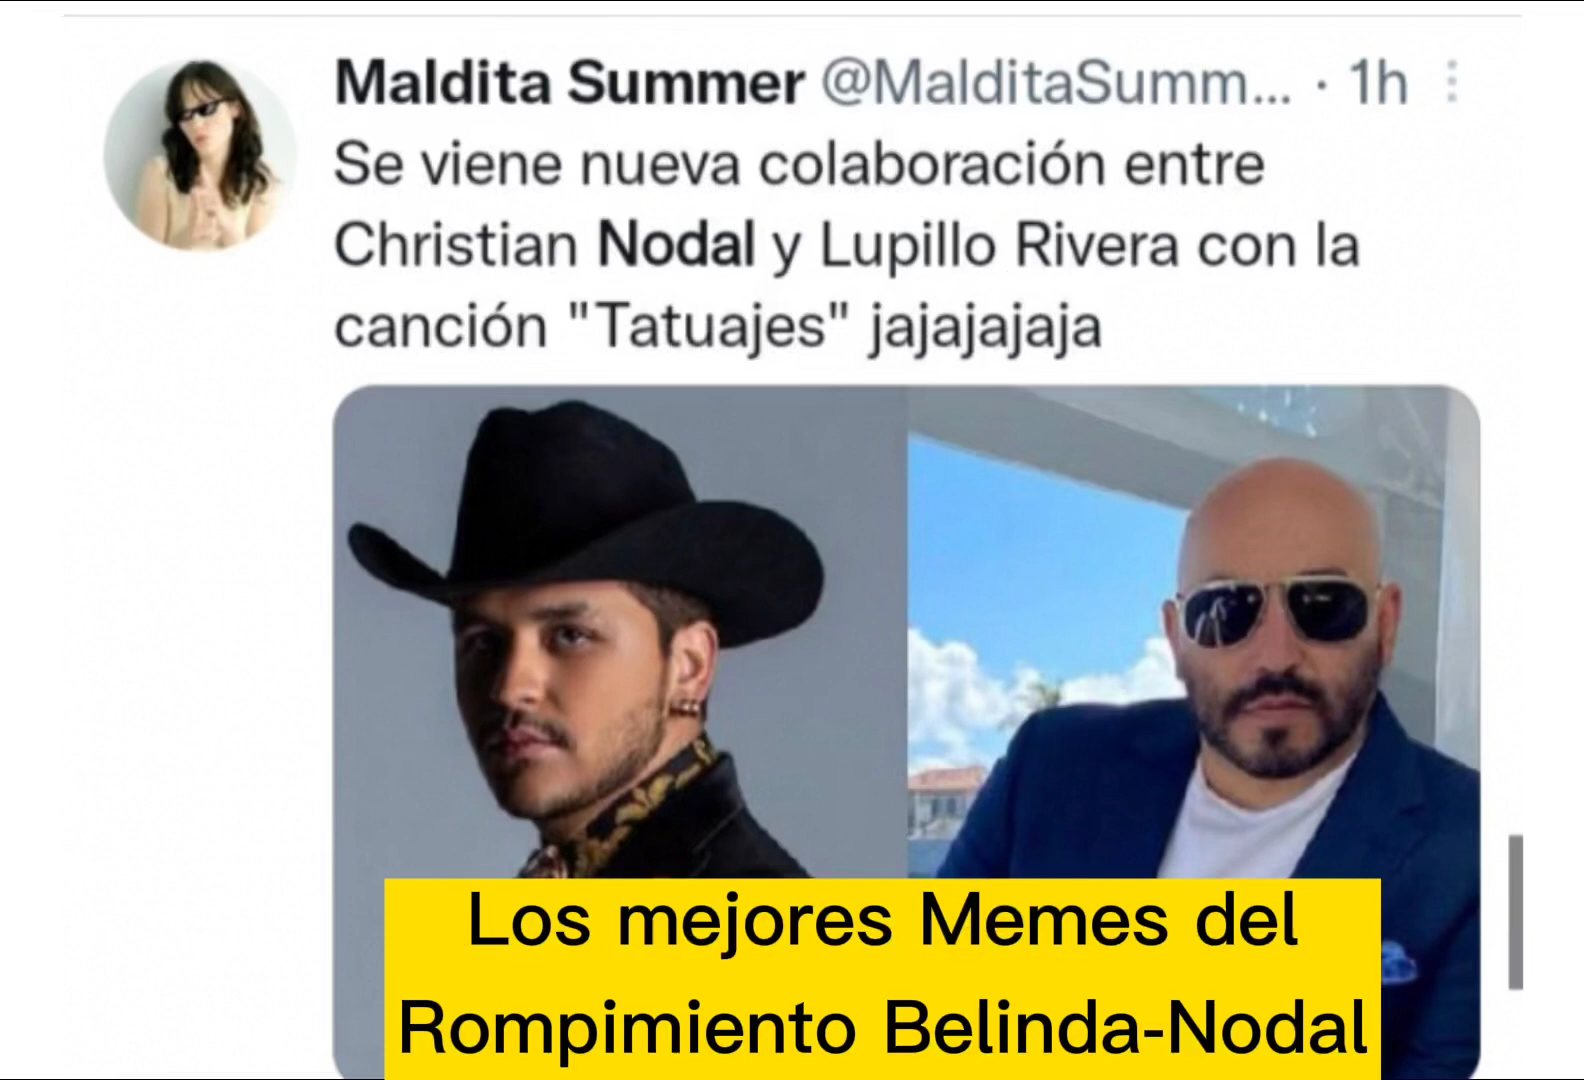 Maldita Summer @MalditaSumm... · 1h
Se viene nueva colaboración entre
Christian Nodal y Lupillo Rivera con la
canción "Tatuajes" jajajajaja
Los mejores Memes del
Rompimiento Belinda-Nodal